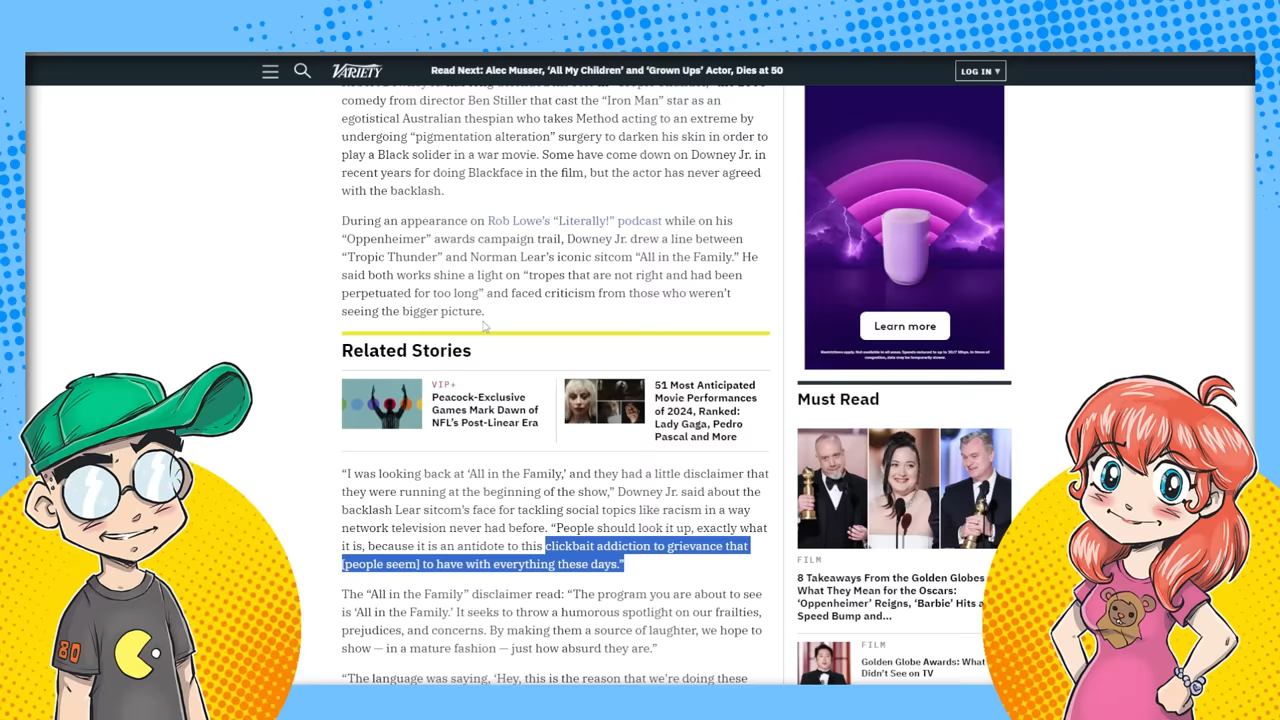 VARIETY
Read Next: Alec Musser, ‘All My Children’ and ‘Grown Ups’ Actor, Dies at 50
LOG IN ▾
comedy from director Ben Stiller that cast the “Iron Man” star as an
egotistical Australian thespian who takes Method acting to an extreme by
undergoing “pigmentation alteration” surgery to darken his skin in order to
play a Black solider in a war movie. Some have come down on Downey Jr. in
recent years for doing Blackface in the film, but the actor has never agreed
with the backlash.
During an appearance on Rob Lowe’s “Literally!” podcast while on his
“Oppenheimer” awards campaign trail, Downey Jr. drew a line between
“Tropic Thunder” and Norman Lear’s iconic sitcom “All in the Family.” He
said both works shine a light on “tropes that are not right and had been
perpetuated for too long” and faced criticism from those who weren’t
seeing the bigger picture.
Related Stories
VIP+
Peacock-Exclusive
Games Mark Dawn of
NFL’s Post-Linear Era
51 Most Anticipated
Movie Performances
of 2024, Ranked:
Lady Gaga, Pedro
Pascal and More
“I was looking back at ‘All in the Family,’ and they had a little disclaimer that
they were running at the beginning of the show,” Downey Jr. said about the
backlash Lear sitcom’s face for tackling social topics like racism in a way
network television never had before. “People should look it up, exactly what
it is, because it is an antidote to this clickbait addiction to grievance that
[people seem] to have with everything these days.”
The “All in the Family” disclaimer read: “The program you are about to see
is ‘All in the Family.’ It seeks to throw a humorous spotlight on our frailties,
prejudices, and concerns. By making them a source of laughter, we hope to
show — in a mature fashion — just how absurd they are.”
“The language was saying, ‘Hey, this is the reason that we’re doing these
Learn more
Must Read
FILM
8 Takeaways From the Golden Globes
What They Mean for the Oscars:
‘Oppenheimer’ Reigns, ‘Barbie’ Hits a
Speed Bump and...
FILM
Golden Globe Awards: What
Didn’t See on TV
80